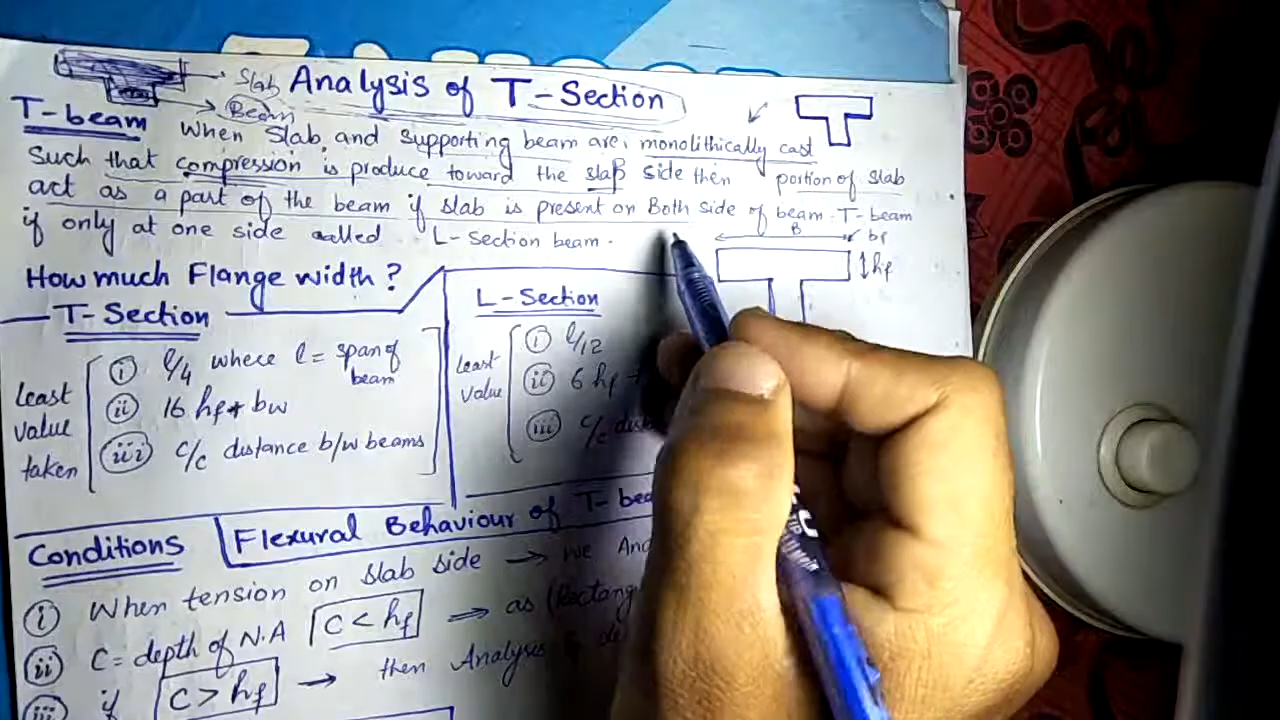 Slab
Analysis of T-Section
Beam
T-beam When Slab, and supporting beam are, monolithically cast
Such that compression is produce toward the slab side then portion of slab
act as a part of the beam if slab is present on Both side of beam. T-beam
if only at one side called L-Section beam.
B bf
hf
How much Flange width?
T-Section
least value taken
i l/4 where l = span of beam
ii 16 hf + bw
iii c/c distance b/w beams
L-Section
Least value
i l/12
ii 6 hf +
iii c/c
Flexural Behaviour of T-
Conditions
i When tension on slab side → we
ii C = depth of N.A C < hf ⇒ as
iii if C > hf → then Analysis